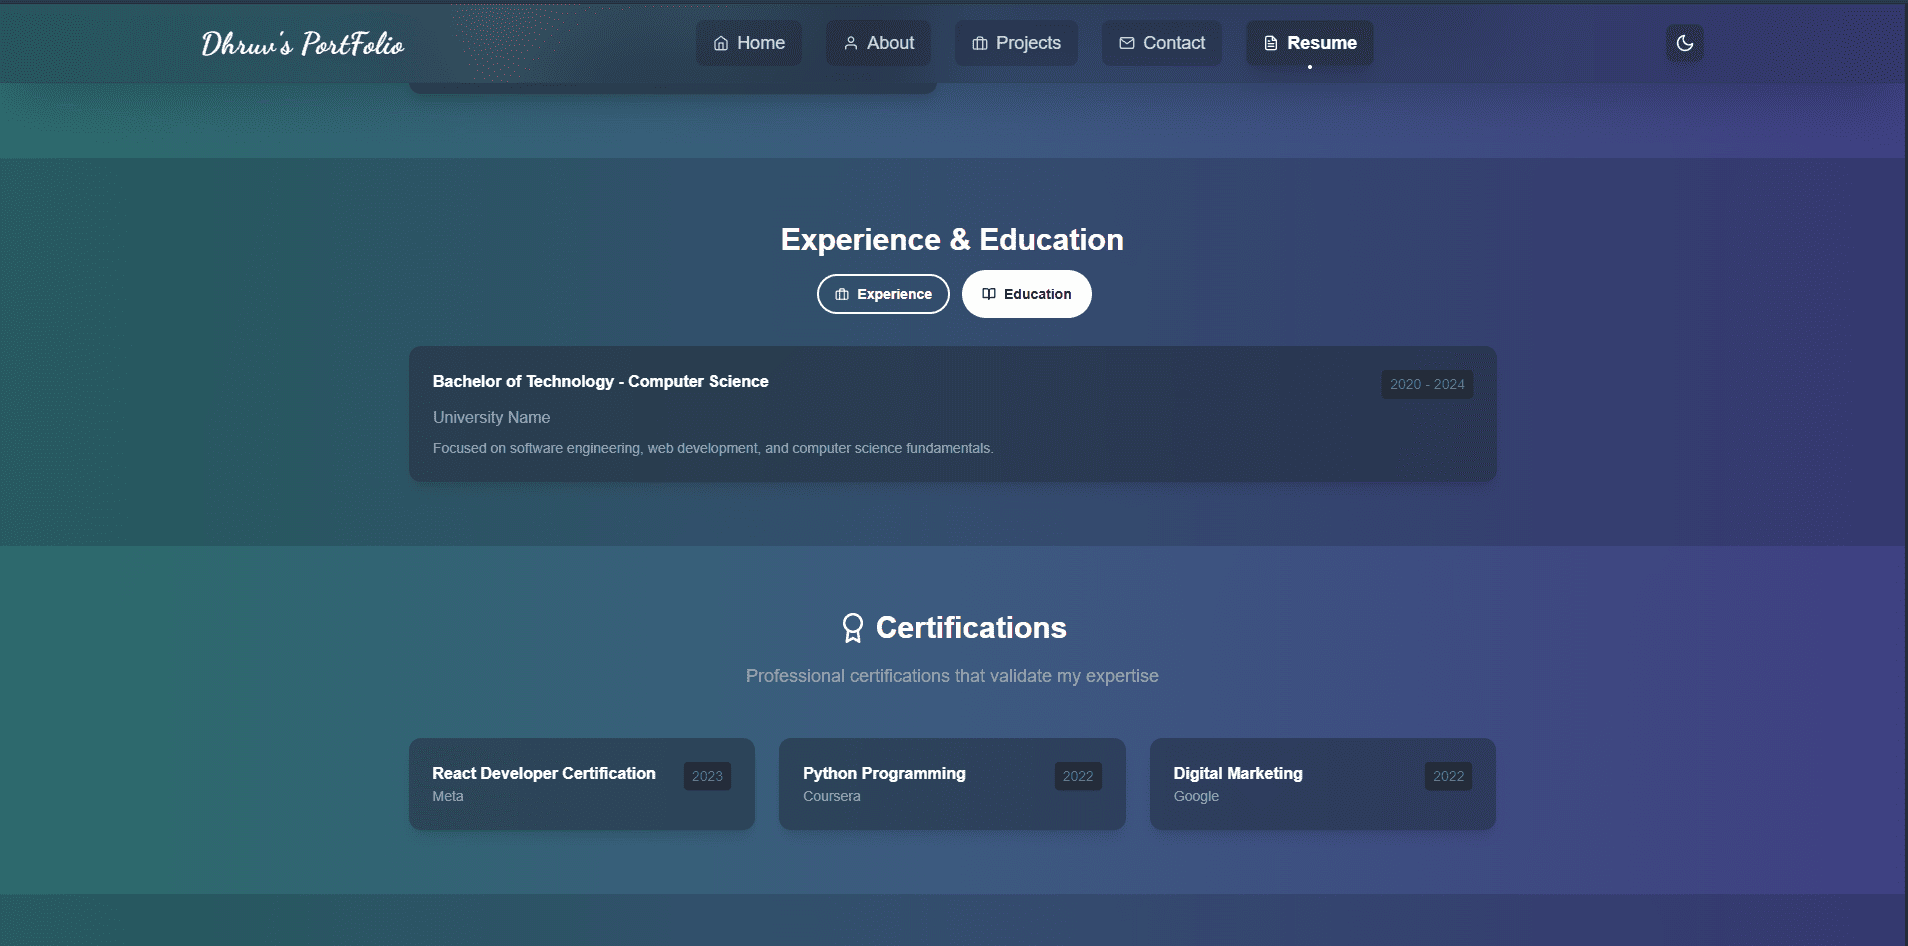 Dhruv's PortFolio
Home
About
Projects
Contact
Resume
Experience & Education
Experience
Education
Bachelor of Technology - Computer Science
2020 - 2024
University Name
Focused on software engineering, web development, and computer science fundamentals.
Certifications
Professional certifications that validate my expertise
React Developer Certification
2023
Meta
Python Programming
2022
Coursera
Digital Marketing
2022
Google